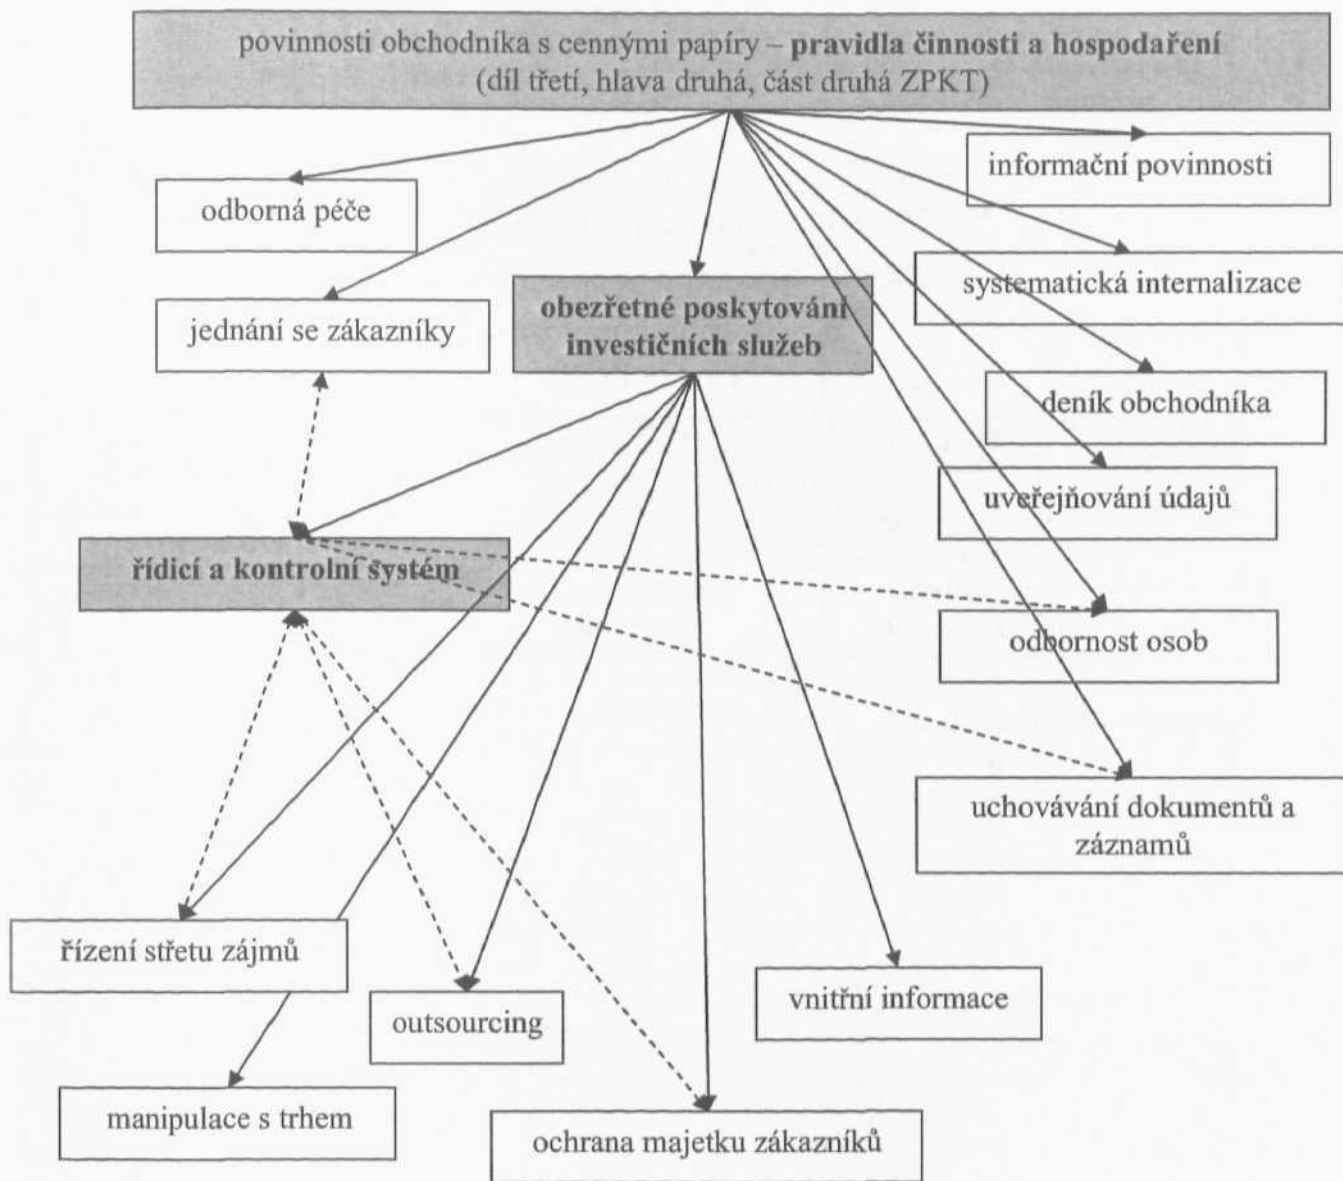 povinnosti obchodníka s cennými papíry – pravidla činnosti a hospodaření
(díl třetí, hlava druhá, část druhá ZPKT)
informační povinnosti
odborná péče
systematická internalizace
jednání se zákazníky
obezřetné poskytování
investičních služeb
deník obchodníka
uveřejňování údajů
řídicí a kontrolní systém
odbornost osob
uchovávání dokumentů a
záznamů
řízení střetu zájmů
outsourcing
vnitřní informace
manipulace s trhem
ochrana majetku zákazníků